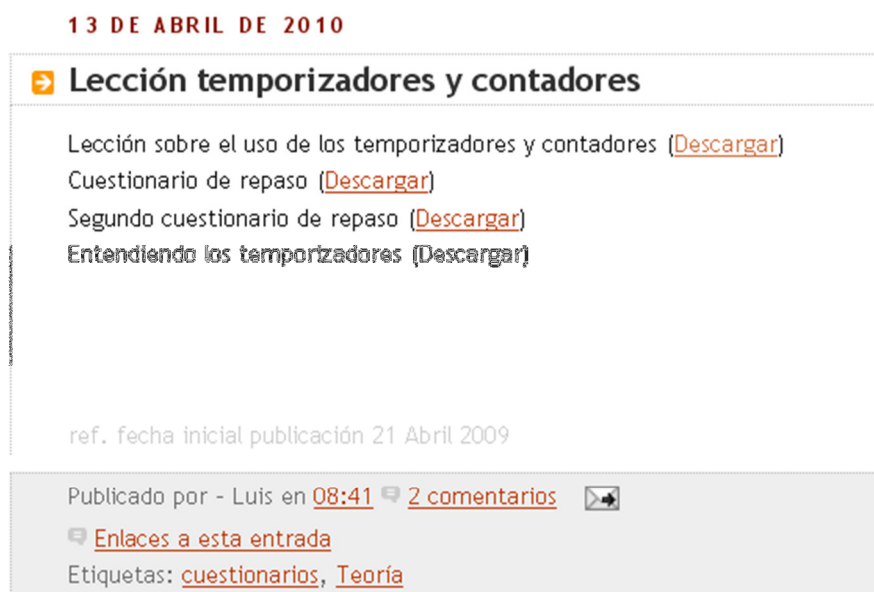 13 DE ABRIL DE 2010
Lección temporizadores y contadores
Lección sobre el uso de los temporizadores y contadores (Descargar)
Cuestionario de repaso (Descargar)
Segundo cuestionario de repaso (Descargar)
Entendiendo los temporizadores (Descargar)
ref. fecha inicial publicación 21 Abril 2009
Publicado por - Luis en 08:41 2 comentarios
Enlaces a esta entrada
Etiquetas: cuestionarios, Teoría